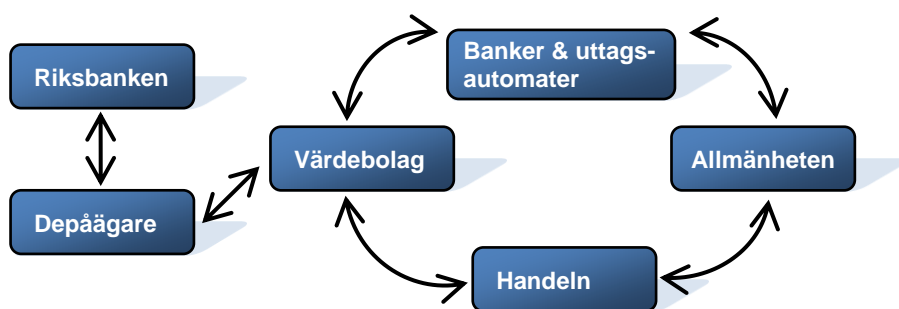 Riksbanken
Banker & uttags-
automater
Värdebolag
Allmänheten
Depåägare
Handeln